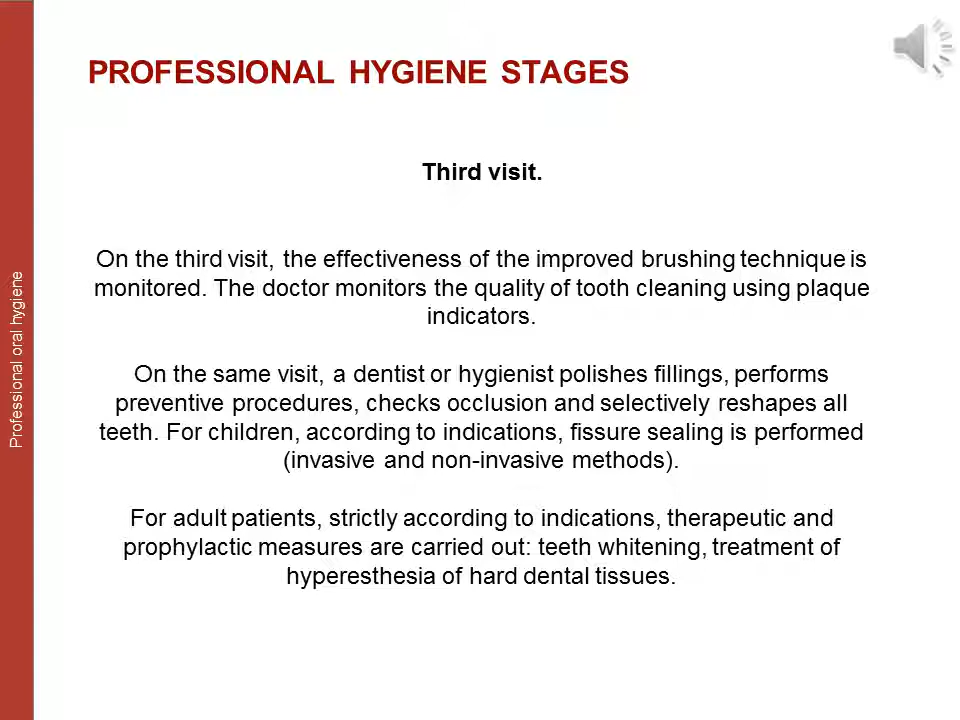 PROFESSIONAL HYGIENE STAGES
Third visit.
On the third visit, the effectiveness of the improved brushing technique is
monitored. The doctor monitors the quality of tooth cleaning using plaque
indicators.
On the same visit, a dentist or hygienist polishes fillings, performs
preventive procedures, checks occlusion and selectively reshapes all
teeth. For children, according to indications, fissure sealing is performed
(invasive and non-invasive methods).
For adult patients, strictly according to indications, therapeutic and
prophylactic measures are carried out: teeth whitening, treatment of
hyperesthesia of hard dental tissues.
Professional oral hygiene